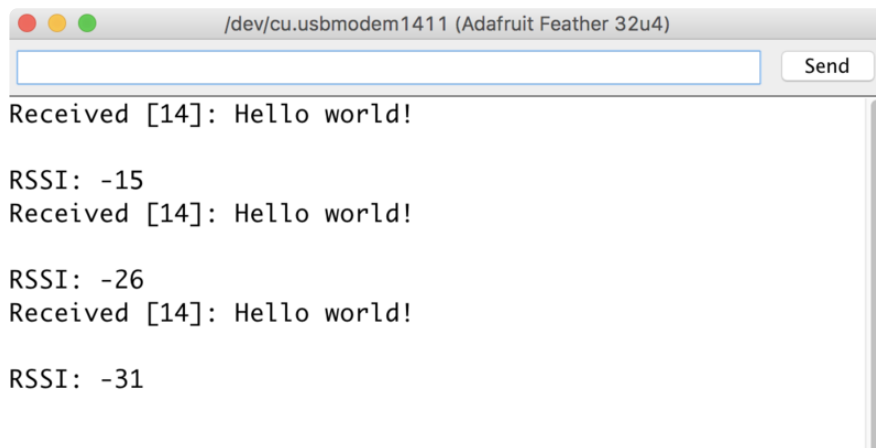 /dev/cu.usbmodem1411 (Adafruit Feather 32u4)
Send
Received [14]: Hello world!
RSSI: -15
Received [14]: Hello world!
RSSI: -26
Received [14]: Hello world!
RSSI: -31